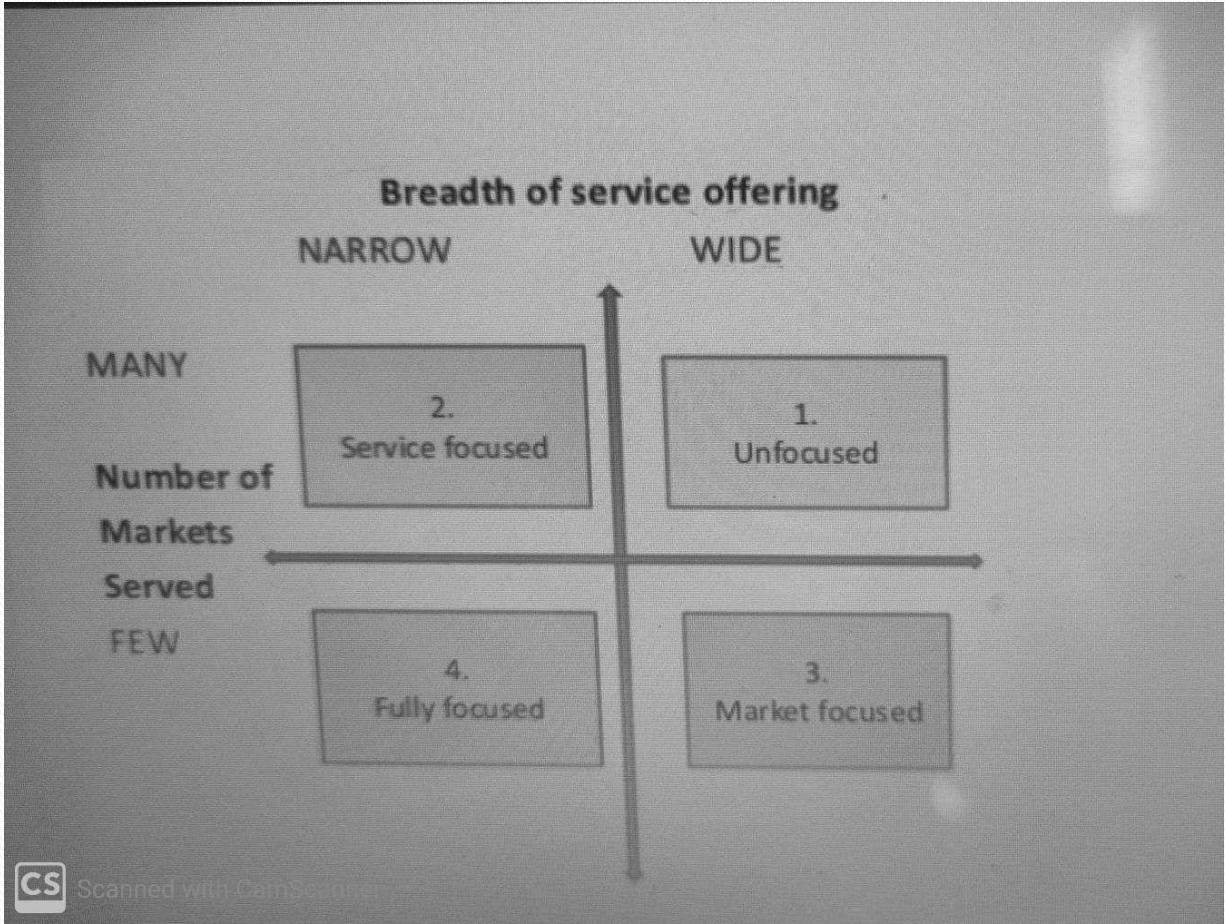 Breadth of service offering
NARROW WIDE
MANY
2.
Service focused
1.
Unfocused
Number of
Markets
Served
FEW
4.
Fully focused
3.
Market focused
CS Scanned with CamScanner